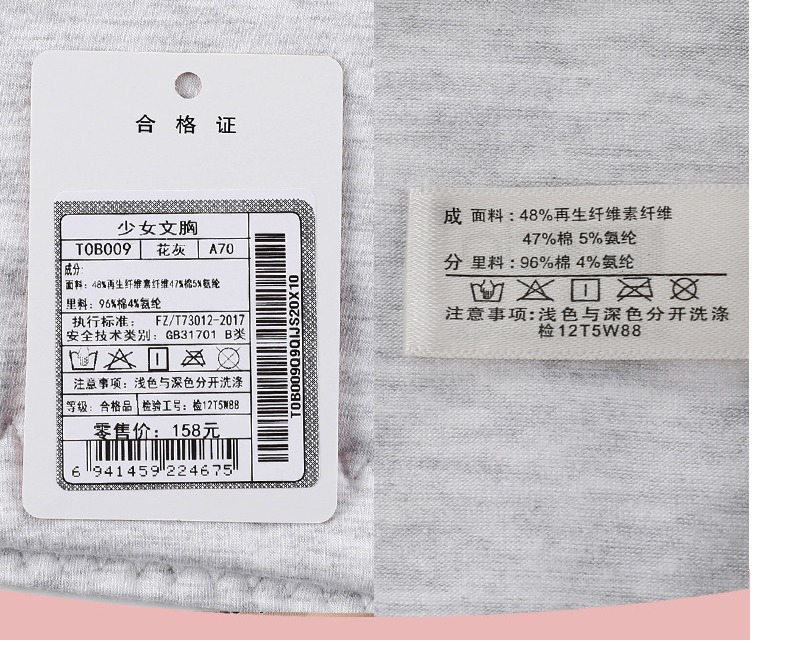 合格证
少女文胸
T0B009 花灰 A70
成分:
面料: 48%再生纤维素纤维47%棉5%氨纶
里料: 96%棉4%氨纶
执行标准: FZ/T73012-2017
安全技术类别: GB31701 B类
注意事项: 浅色与深色分开洗涤
等级: 合格品 检验工号: 检12T5W88
零售价: 158元
6 941459 224675
T0B009Q9QIJS20X10
成分 面料: 48%再生纤维素纤维
47%棉 5%氨纶
里料: 96%棉 4%氨纶
注意事项:浅色与深色分开洗涤
检12T5W88